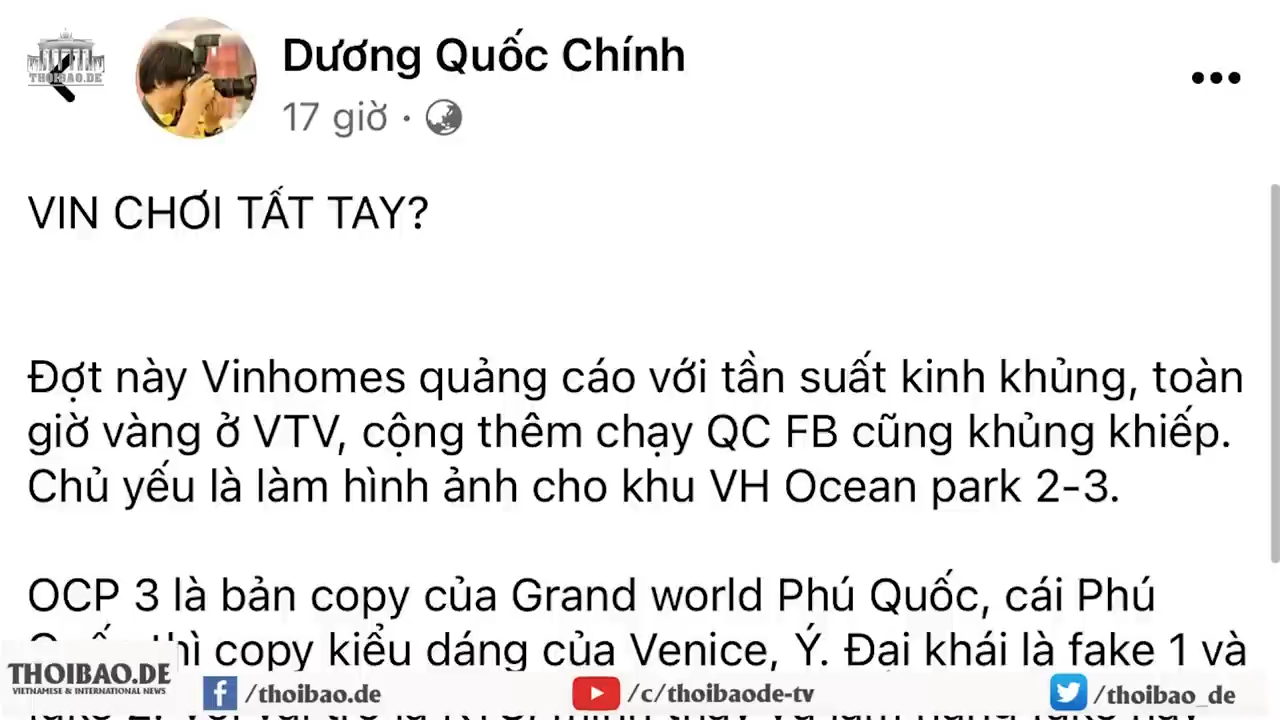 THOIBAO.DE
Dương Quốc Chính
17 giờ ·
VIN CHƠI TẤT TAY?
Đợt này Vinhomes quảng cáo với tần suất kinh khủng, toàn
giờ vàng ở VTV, cộng thêm chạy QC FB cũng khủng khiếp.
Chủ yếu là làm hình ảnh cho khu VH Ocean park 2-3.
OCP 3 là bản copy của Grand world Phú Quốc, cái Phú
Quốc thì copy kiểu dáng của Venice, Ý. Đại khái là fake 1 và
THOIBAO.DE
VIETNAMESE & INTERNATIONAL NEWS
/thoibao.de
/c/thoibaode-tv
/thoibao_de